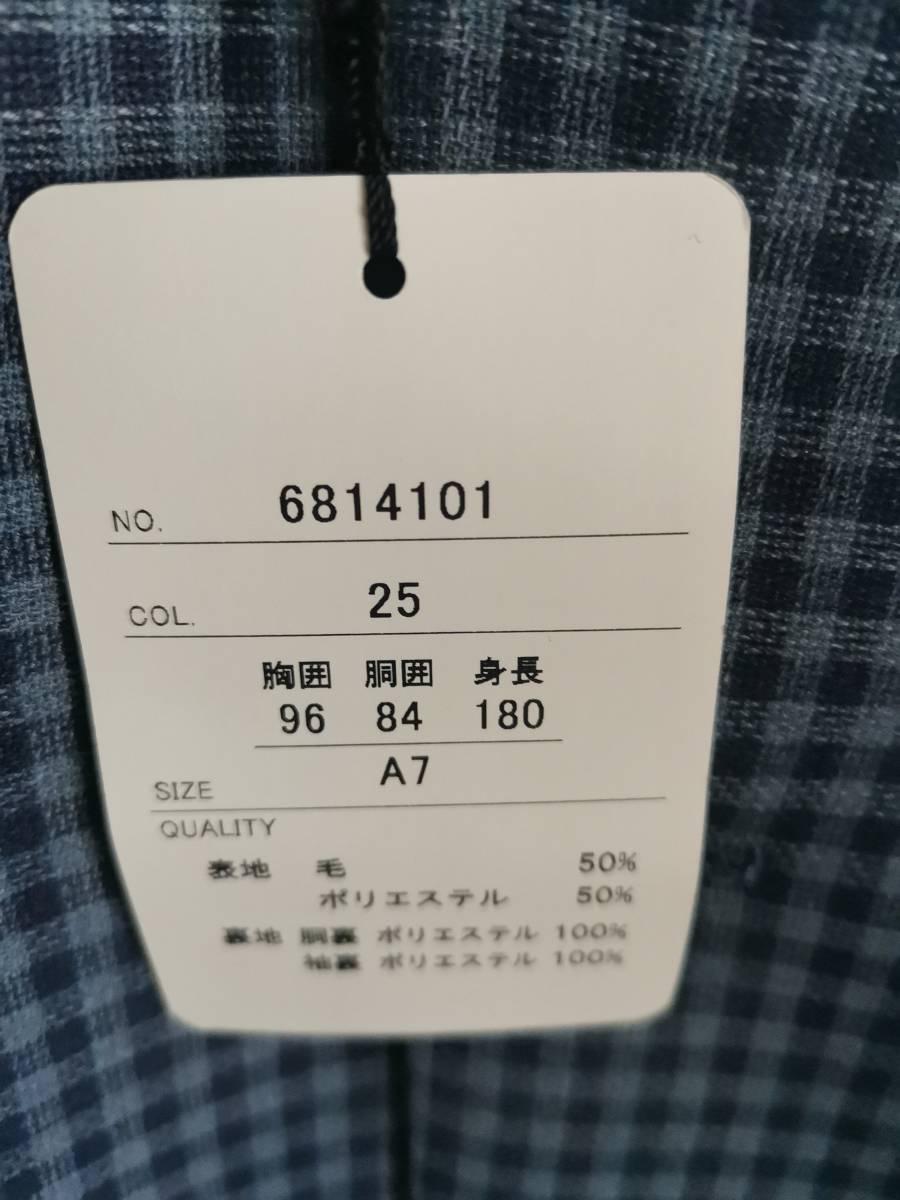 NO. 6814101
COL. 25
胸囲 胴囲 身長
96 84 180
SIZE A7
QUALITY
表地 毛 50%
ポリエステル 50%
裏地 胴裏 ポリエステル 100%
袖裏 ポリエステル 100%